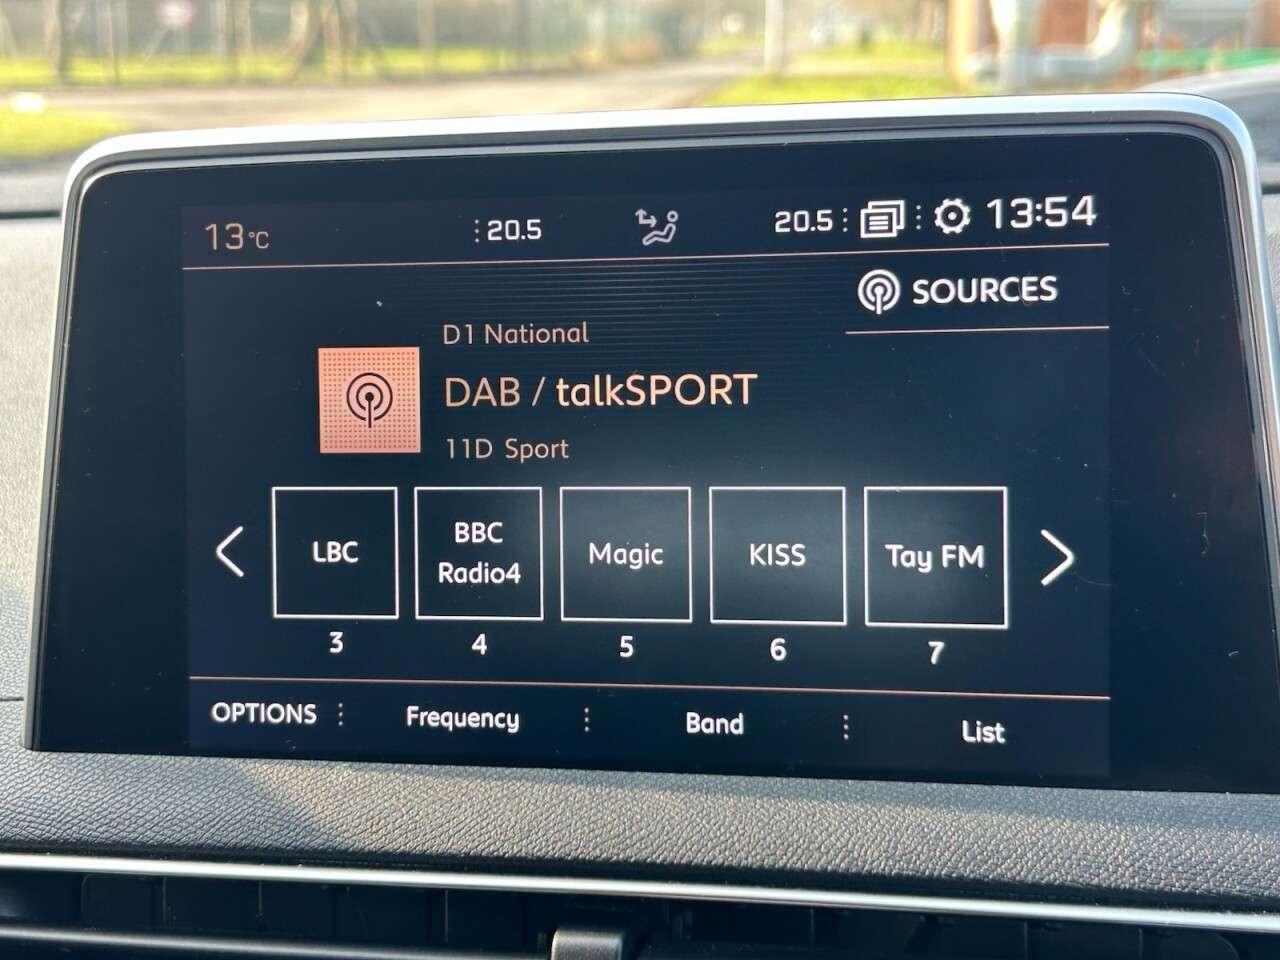 13°C
20.5
20.5
13:54
SOURCES
D1 National
DAB / talkSPORT
11D Sport
LBC
BBC
Radio4
Magic
KISS
Tay FM
3
4
5
6
7
OPTIONS
Frequency
Band
List